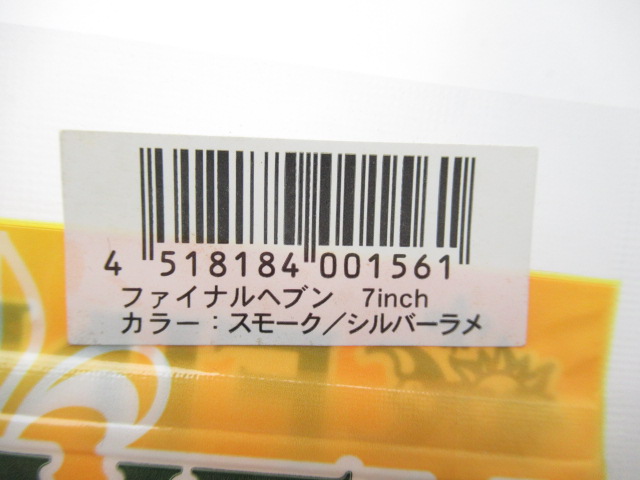 4 518184 001561
ファイナルヘブン 7inch
カラー：スモーク／シルバーラメ